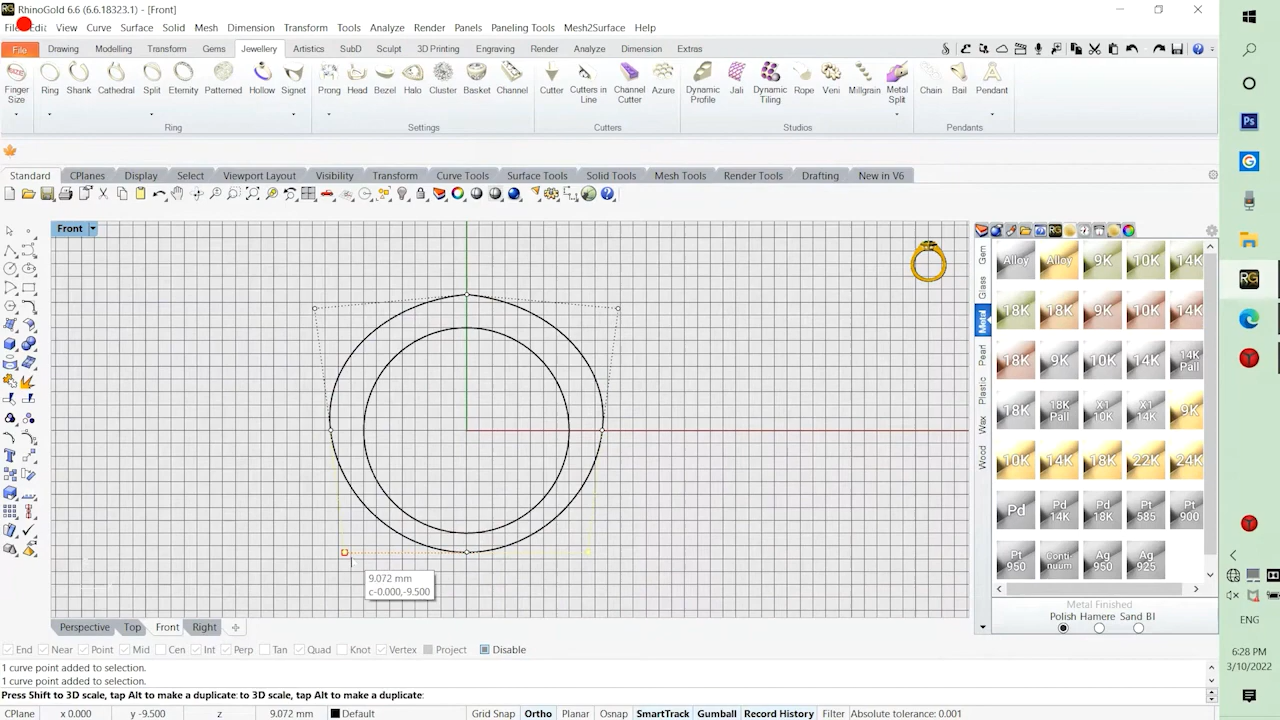 RhinoGold 6.6 (6.6.18323.1) - [Front]
File Edit View Curve Surface Solid Mesh Dimension Transform Tools Analyze Render Panels Paneling Tools Mesh2Surface Help
File Drawing Modelling Transform Gems Jewellery Artistics SubD Sculpt 3D Printing Engraving Render Analyze Dimension Extras
Finger Size Ring Shank Cathedral Split Eternity Patterned Hollow Signet Prong Head Bezel Halo Cluster Basket Channel Cutter Cutters in Line Channel Cutter Azure Dynamic Profile Jali Dynamic Tiling Rope Veni Millgrain Metal Split Chain Bail Pendant
Ring Settings Cutters Studios Pendants
Standard CPlanes Display Select Viewport Layout Visibility Transform Curve Tools Surface Tools Solid Tools Mesh Tools Render Tools Drafting New in V6
Front
Gem
Glass
Metal
Pearl
Plastic
Wax
Wood
Alloy Alloy 9K 10K 14K
18K 18K 9K 10K 14K
18K 9K 10K 14K 14K Pall
18K 18K Pall X1 10K X1 14K 9K
10K 14K 18K 22K 24K
Pd Pd 14K Pd 18K Pt 585 Pt 900
Pt 950 Conti nuum Ag 950 Ag 925
Metal Finished
Polish Hamere Sand Bl
9.072 mm
c-0.000,-9.500
Perspective Top Front Right
End Near Point Mid Cen Int Perp Tan Quad Knot Vertex Project Disable
1 curve point added to selection.
1 curve point added to selection.
Press Shift to 3D scale, tap Alt to make a duplicate: to 3D scale, tap Alt to make a duplicate:
CPlane x 0.000 y -9.500 z 9.072 mm Default Grid Snap Ortho Planar Osnap SmartTrack Gumball Record History Filter Absolute tolerance: 0.001
Ps
G
RG
ENG
6:28 PM
3/10/2022